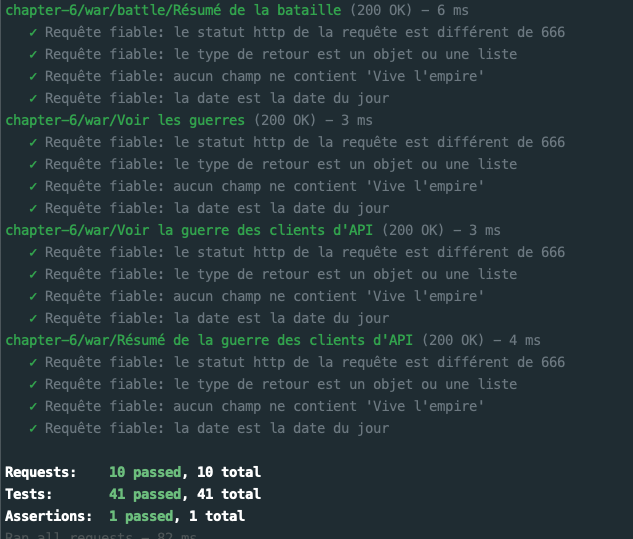 chapter-6/war/battle/Résumé de la bataille (200 OK) - 6 ms
✓ Requête fiable: le statut http de la requête est différent de 666
✓ Requête fiable: le type de retour est un objet ou une liste
✓ Requête fiable: aucun champ ne contient 'Vive l'empire'
✓ Requête fiable: la date est la date du jour
chapter-6/war/Voir les guerres (200 OK) - 3 ms
✓ Requête fiable: le statut http de la requête est différent de 666
✓ Requête fiable: le type de retour est un objet ou une liste
✓ Requête fiable: aucun champ ne contient 'Vive l'empire'
✓ Requête fiable: la date est la date du jour
chapter-6/war/Voir la guerre des clients d'API (200 OK) - 3 ms
✓ Requête fiable: le statut http de la requête est différent de 666
✓ Requête fiable: le type de retour est un objet ou une liste
✓ Requête fiable: aucun champ ne contient 'Vive l'empire'
✓ Requête fiable: la date est la date du jour
chapter-6/war/Résumé de la guerre des clients d'API (200 OK) - 4 ms
✓ Requête fiable: le statut http de la requête est différent de 666
✓ Requête fiable: le type de retour est un objet ou une liste
✓ Requête fiable: aucun champ ne contient 'Vive l'empire'
✓ Requête fiable: la date est la date du jour
Requests: 10 passed, 10 total
Tests: 41 passed, 41 total
Assertions: 1 passed, 1 total
Ran all requests - 82 ms